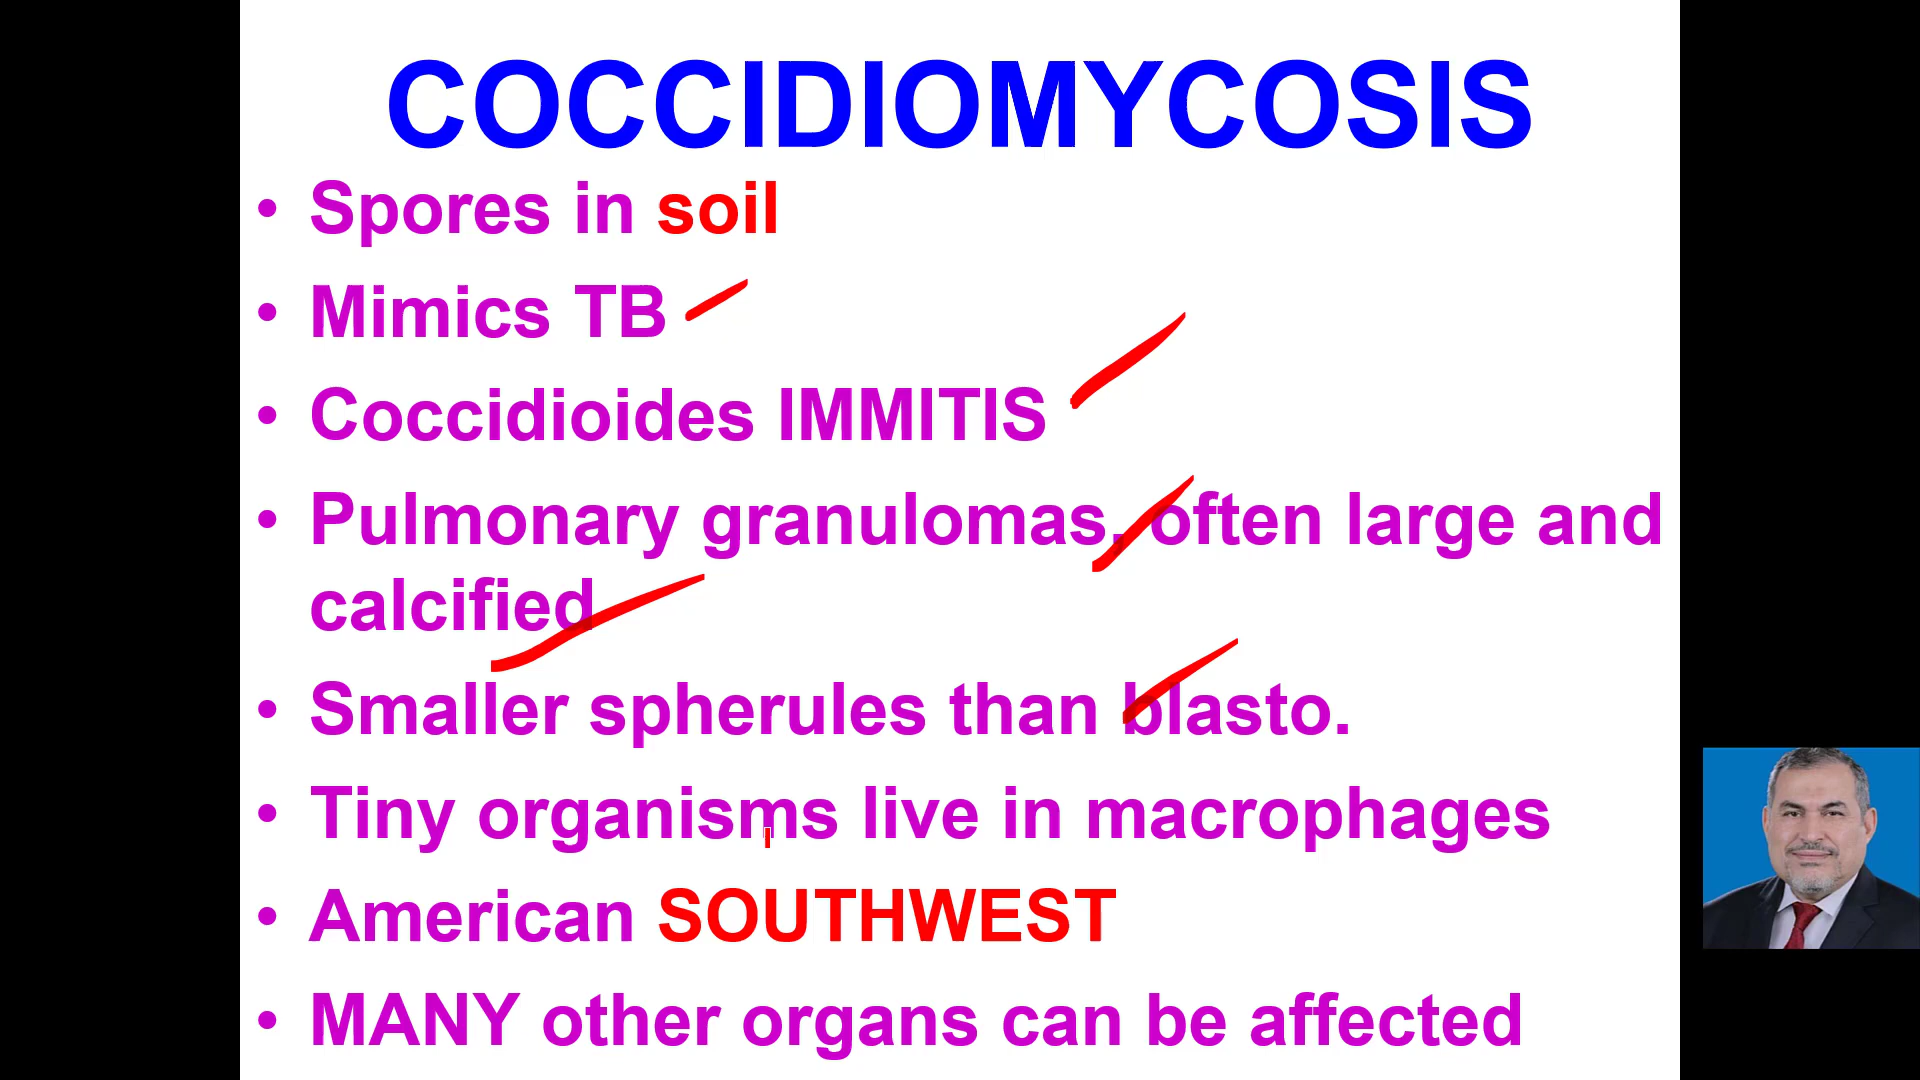 COCCIDIOMYCOSIS
• Spores in soil
• Mimics TB
• Coccidioides IMMITIS
• Pulmonary granulomas, often large and
calcified
• Smaller spherules than blasto.
• Tiny organisms live in macrophages
• American SOUTHWEST
• MANY other organs can be affected